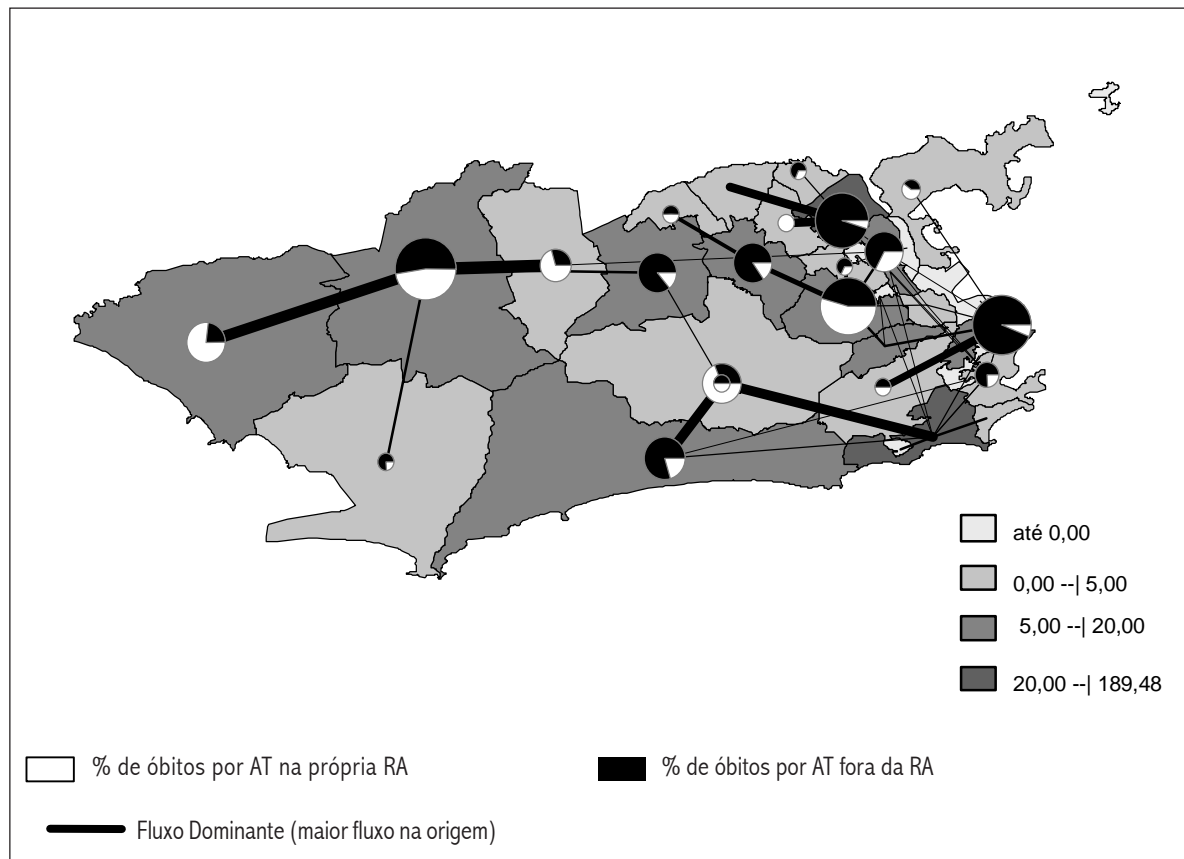 até 0,00
0,00 --| 5,00
5,00 --| 20,00
20,00 --| 189,48
% de óbitos por AT na própria RA
% de óbitos por AT fora da RA
Fluxo Dominante (maior fluxo na origem)